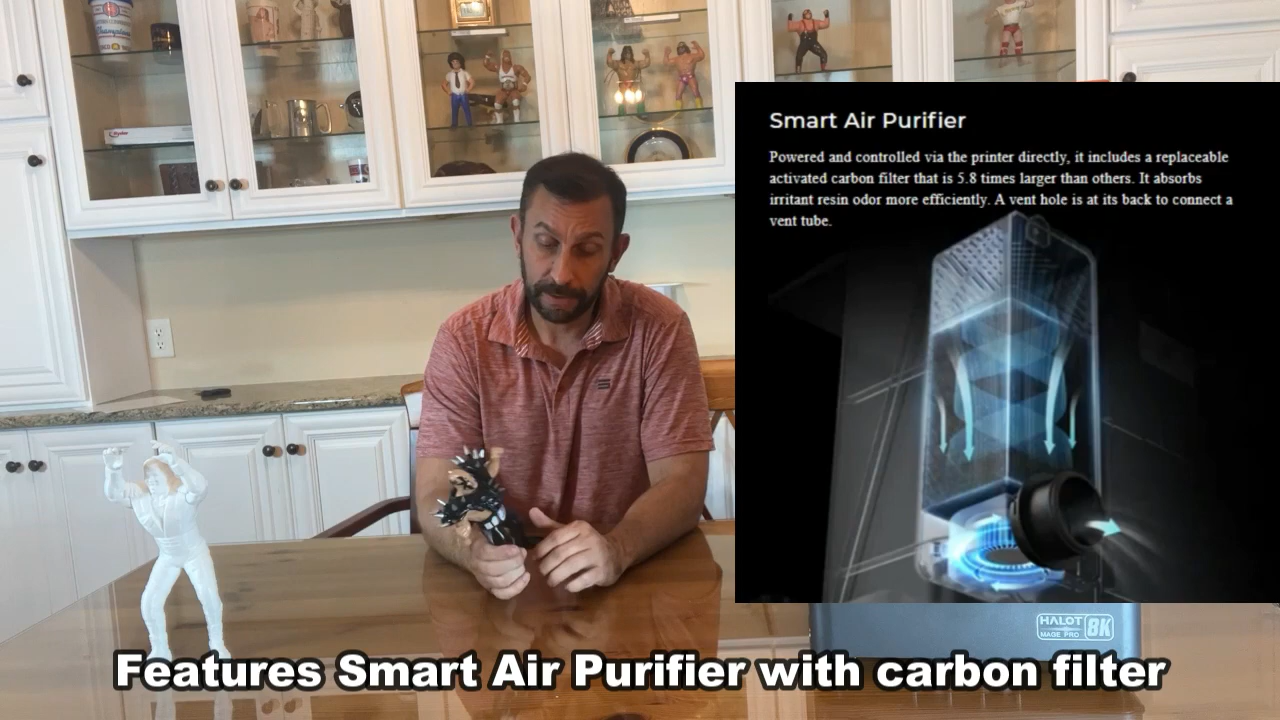 Smart Air Purifier
Powered and controlled via the printer directly, it includes a replaceable
activated carbon filter that is 5.8 times larger than others. It absorbs
irritant resin odor more efficiently. A vent hole is at its back to connect a
vent tube.
HALOT
MAGE PRO 8K
Features Smart Air Purifier with carbon filter